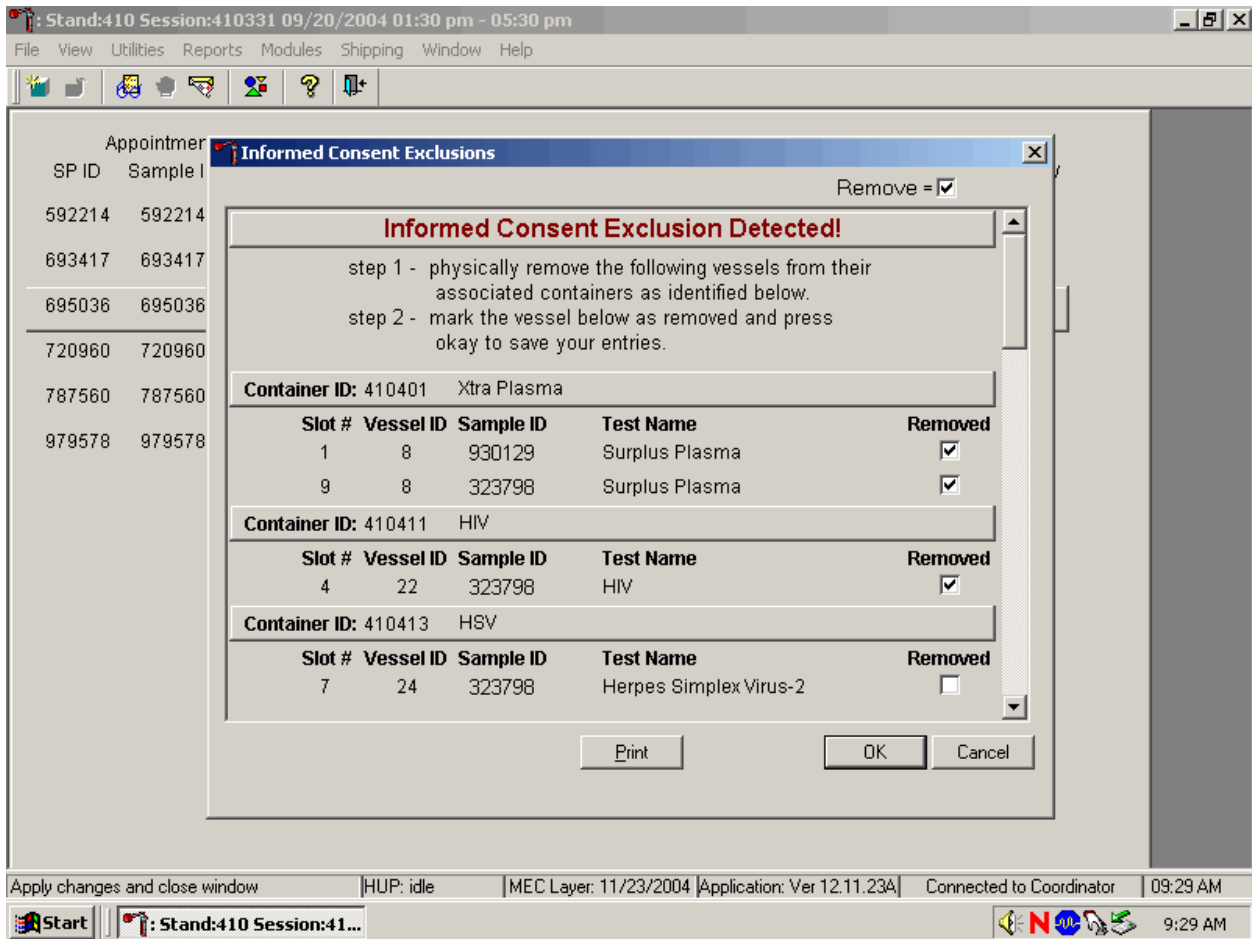 : Stand:410 Session:410331 09/20/2004 01:30 pm - 05:30 pm
File View Utilities Reports Modules Shipping Window Help
Appointmer
SP ID Sample I
592214 592214
693417 693417
695036 695036
720960 720960
787560 787560
979578 979578
Informed Consent Exclusions
Remove =
Informed Consent Exclusion Detected!
step 1 - physically remove the following vessels from their
associated containers as identified below.
step 2 - mark the vessel below as removed and press
okay to save your entries.
Container ID: 410401 Xtra Plasma
Slot # Vessel ID Sample ID Test Name Removed
1 8 930129 Surplus Plasma
9 8 323798 Surplus Plasma
Container ID: 410411 HIV
Slot # Vessel ID Sample ID Test Name Removed
4 22 323798 HIV
Container ID: 410413 HSV
Slot # Vessel ID Sample ID Test Name Removed
7 24 323798 Herpes Simplex Virus-2
Print OK Cancel
Apply changes and close window HUP: idle MEC Layer: 11/23/2004 Application: Ver 12.11.23A Connected to Coordinator 09:29 AM
Start : Stand:410 Session:41... N 9:29 AM